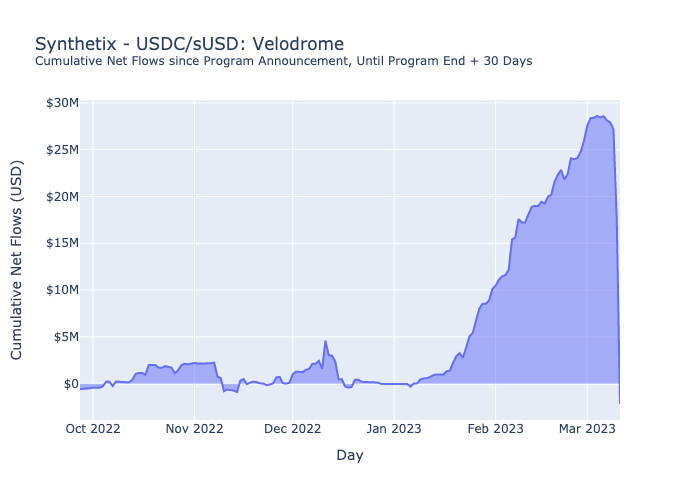 Synthetix - USDC/sUSD: Velodrome
Cumulative Net Flows since Program Announcement, Until Program End + 30 Days
Cumulative Net Flows (USD)
$30M
$25M
$20M
$15M
$10M
$5M
$0
Oct 2022 Nov 2022 Dec 2022 Jan 2023 Feb 2023 Mar 2023
Day